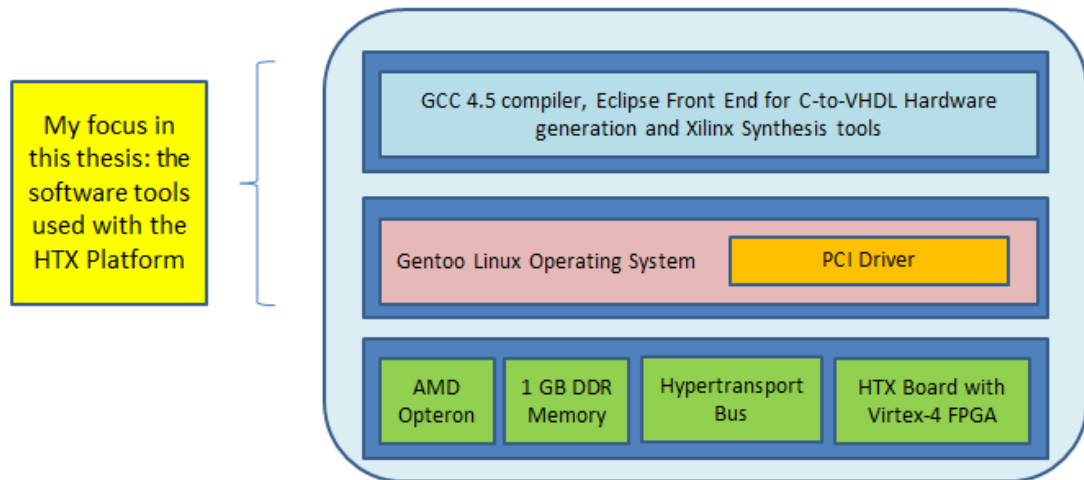 My focus in
this thesis: the
software tools
used with the
HTX Platform
GCC 4.5 compiler, Eclipse Front End for C-to-VHDL Hardware
generation and Xilinx Synthesis tools
Gentoo Linux Operating System
PCI Driver
AMD
Opteron
1 GB DDR
Memory
Hypertransport
Bus
HTX Board with
Virtex-4 FPGA